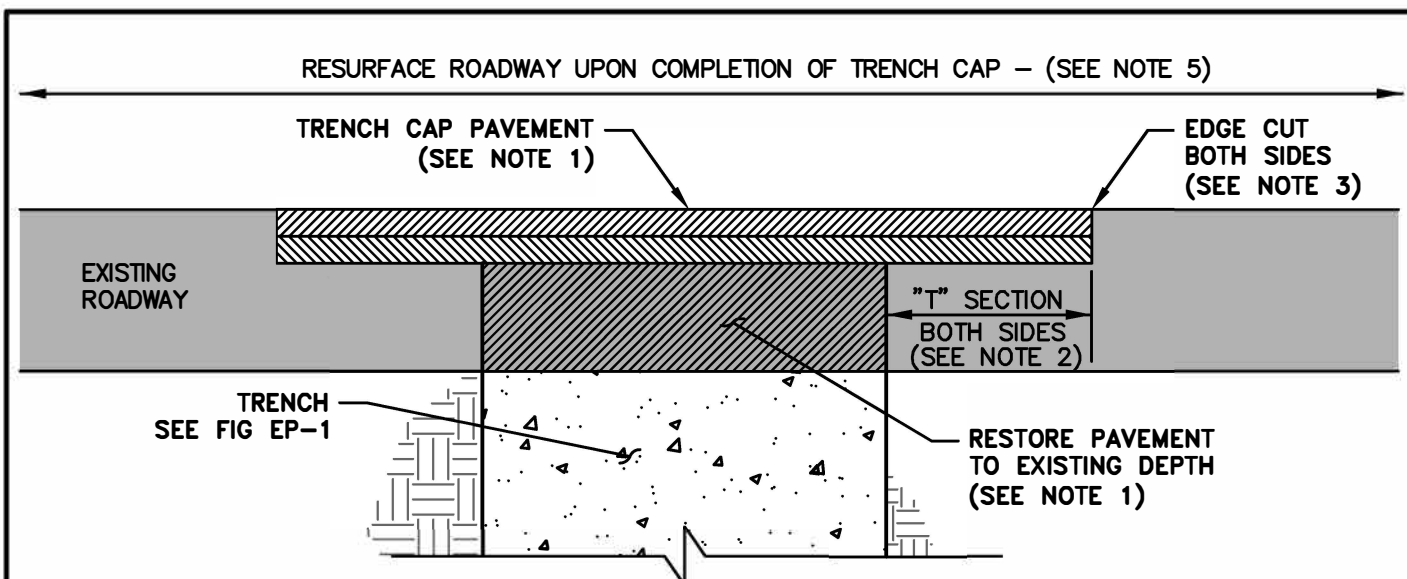 RESURFACE ROADWAY UPON COMPLETION OF TRENCH CAP – (SEE NOTE 5)
TRENCH CAP PAVEMENT
(SEE NOTE 1)
EDGE CUT
BOTH SIDES
(SEE NOTE 3)
EXISTING
ROADWAY
"T" SECTION
BOTH SIDES
(SEE NOTE 2)
TRENCH
SEE FIG EP-1
RESTORE PAVEMENT
TO EXISTING DEPTH
(SEE NOTE 1)